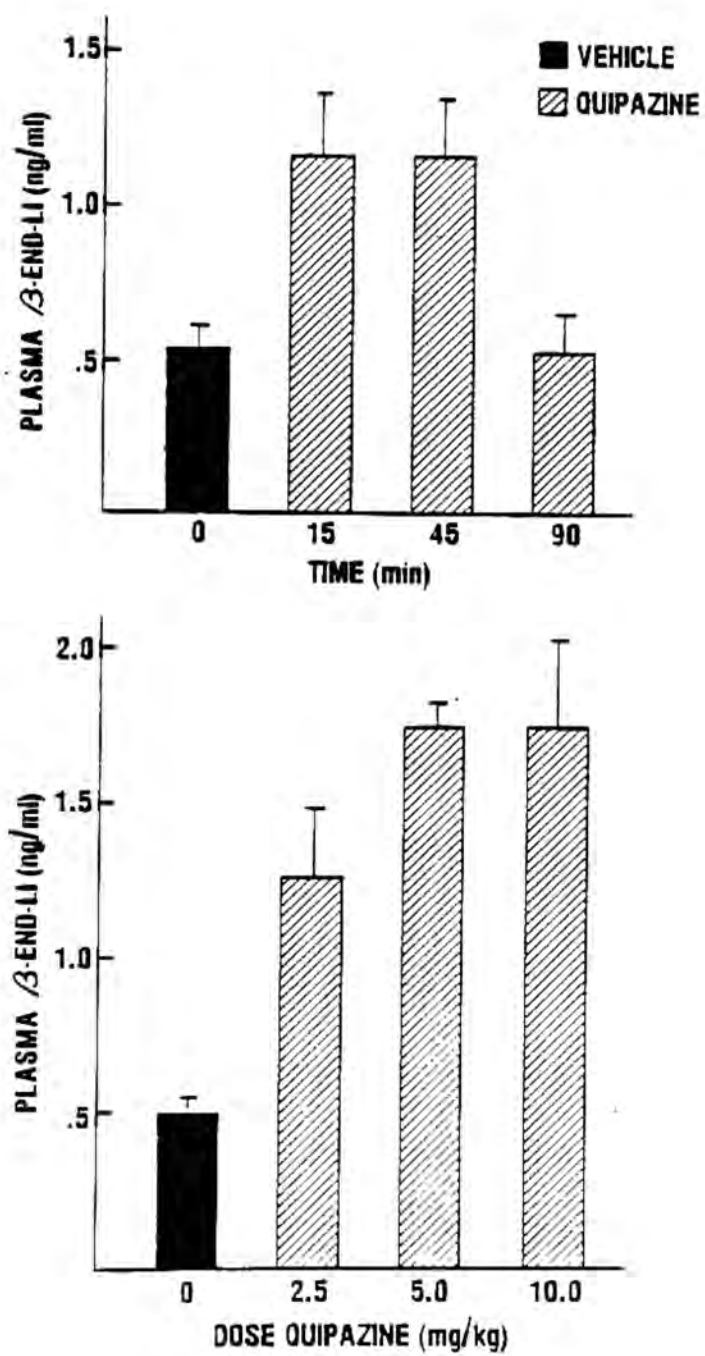 PLASMA β-END-LI (ng/ml)
1.5
1.0
.5
VEHICLE
QUIPAZINE
0 15 45 90
TIME (min)
PLASMA β-END-LI (ng/ml)
2.0
1.5
1.0
.5
0 2.5 5.0 10.0
DOSE QUIPAZINE (mg/kg)